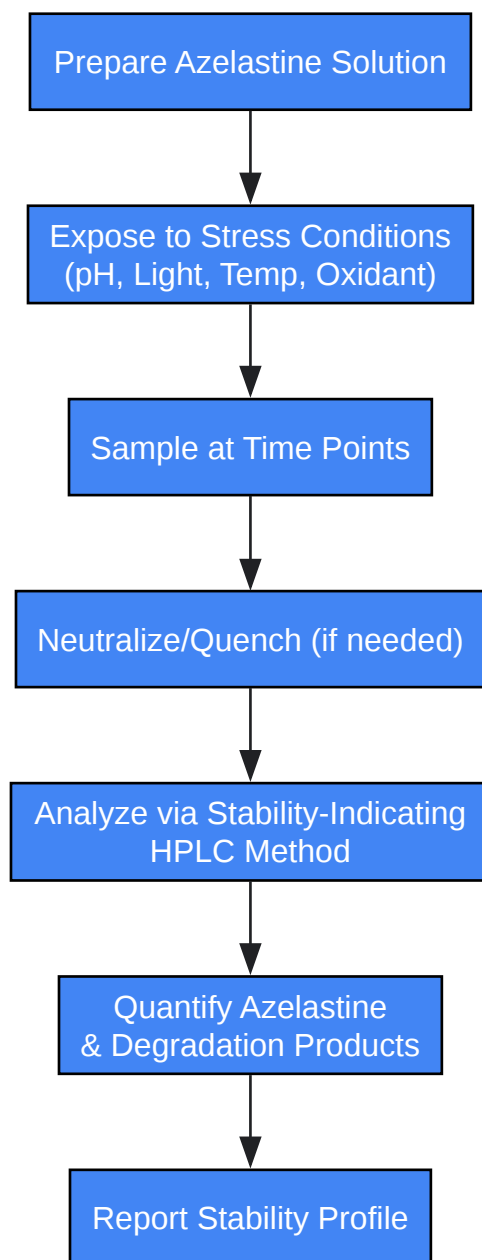 Prepare Azelastine Solution
Expose to Stress Conditions
(pH, Light, Temp, Oxidant)
Sample at Time Points
Neutralize/Quench (if needed)
Analyze via Stability-Indicating
HPLC Method
Quantify Azelastine
& Degradation Products
Report Stability Profile